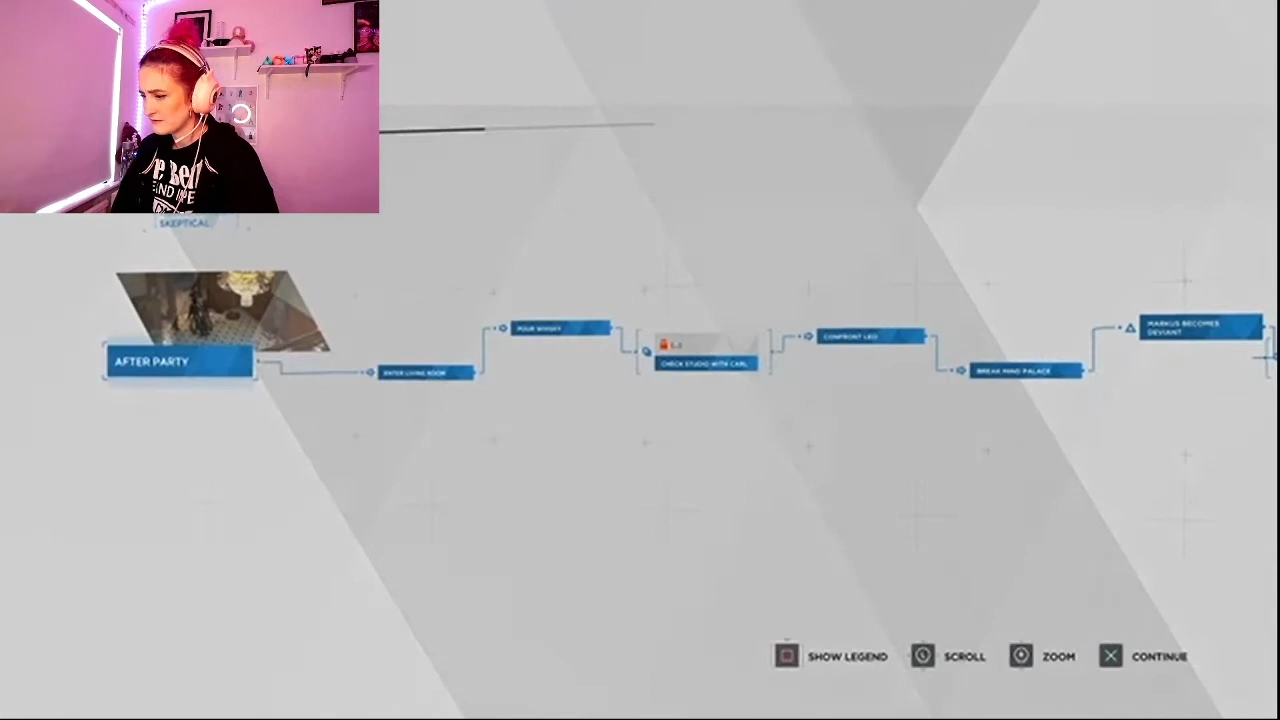 SKEPTICAL
AFTER PARTY
ENTER LIVING ROOM
POUR WHISKY
CHECK STUDIO WITH CARL
CONFRONT LEO
BREAK MIND PALACE
MARKUS BECOMES
DEVIANT
SHOW LEGEND
SCROLL
ZOOM
CONTINUE